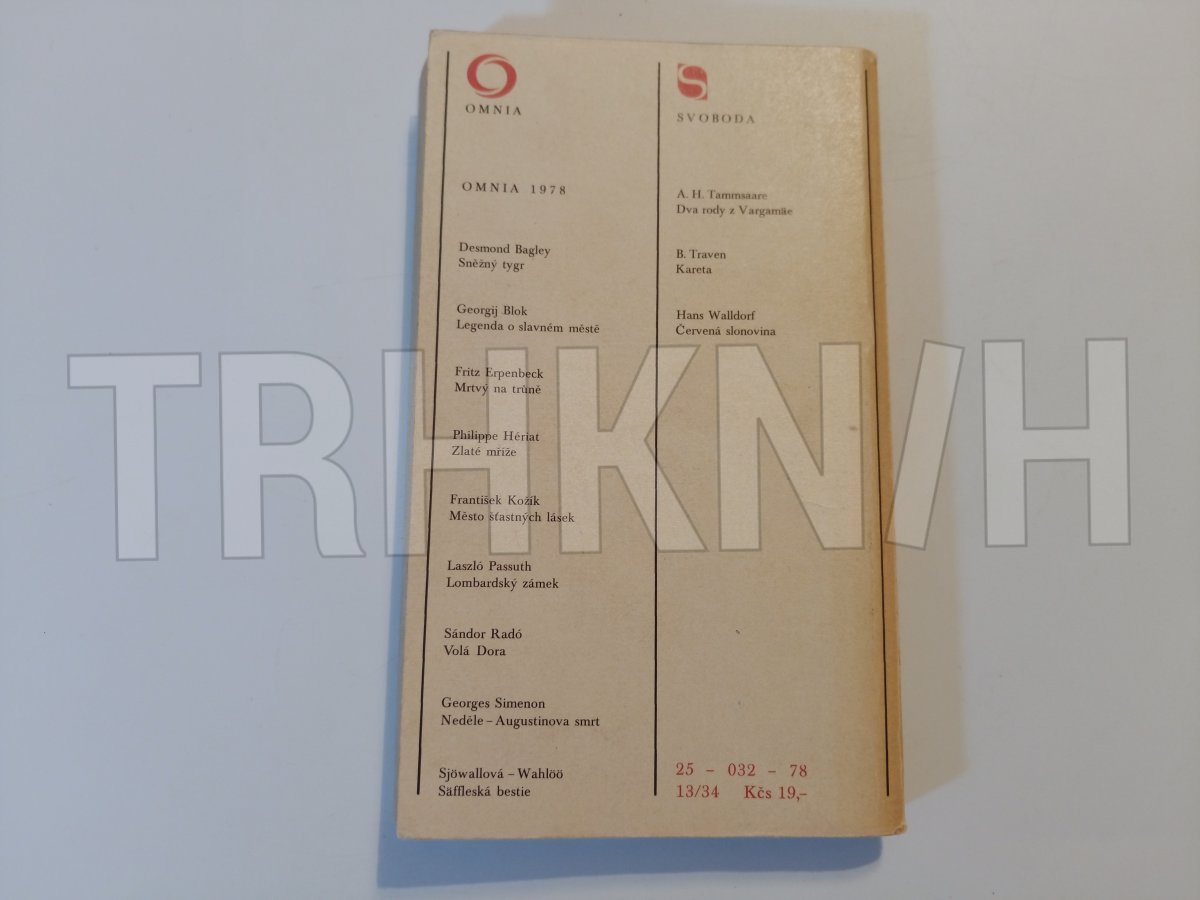 OMNIA
OMNIA 1978
Desmond Bagley
Sněžný tygr
Georgij Blok
Legenda o slavném městě
Fritz Erpenbeck
Mrtvý na trůně
Philippe Hériat
Zlaté mříže
František Kožík
Město šťastných lásek
Laszló Passuth
Lombardský zámek
Sándor Radó
Volá Dora
Georges Simenon
Neděle – Augustinova smrt
Sjöwallová – Wahlöö
Säffleská bestie
S
SVOBODA
A. H. Tammsaare
Dva rody z Vargamäe
B. Traven
Kareta
Hans Walldorf
Červená slonovina
25 – 032 – 78
13/34 Kčs 19,–
TRHKN/H